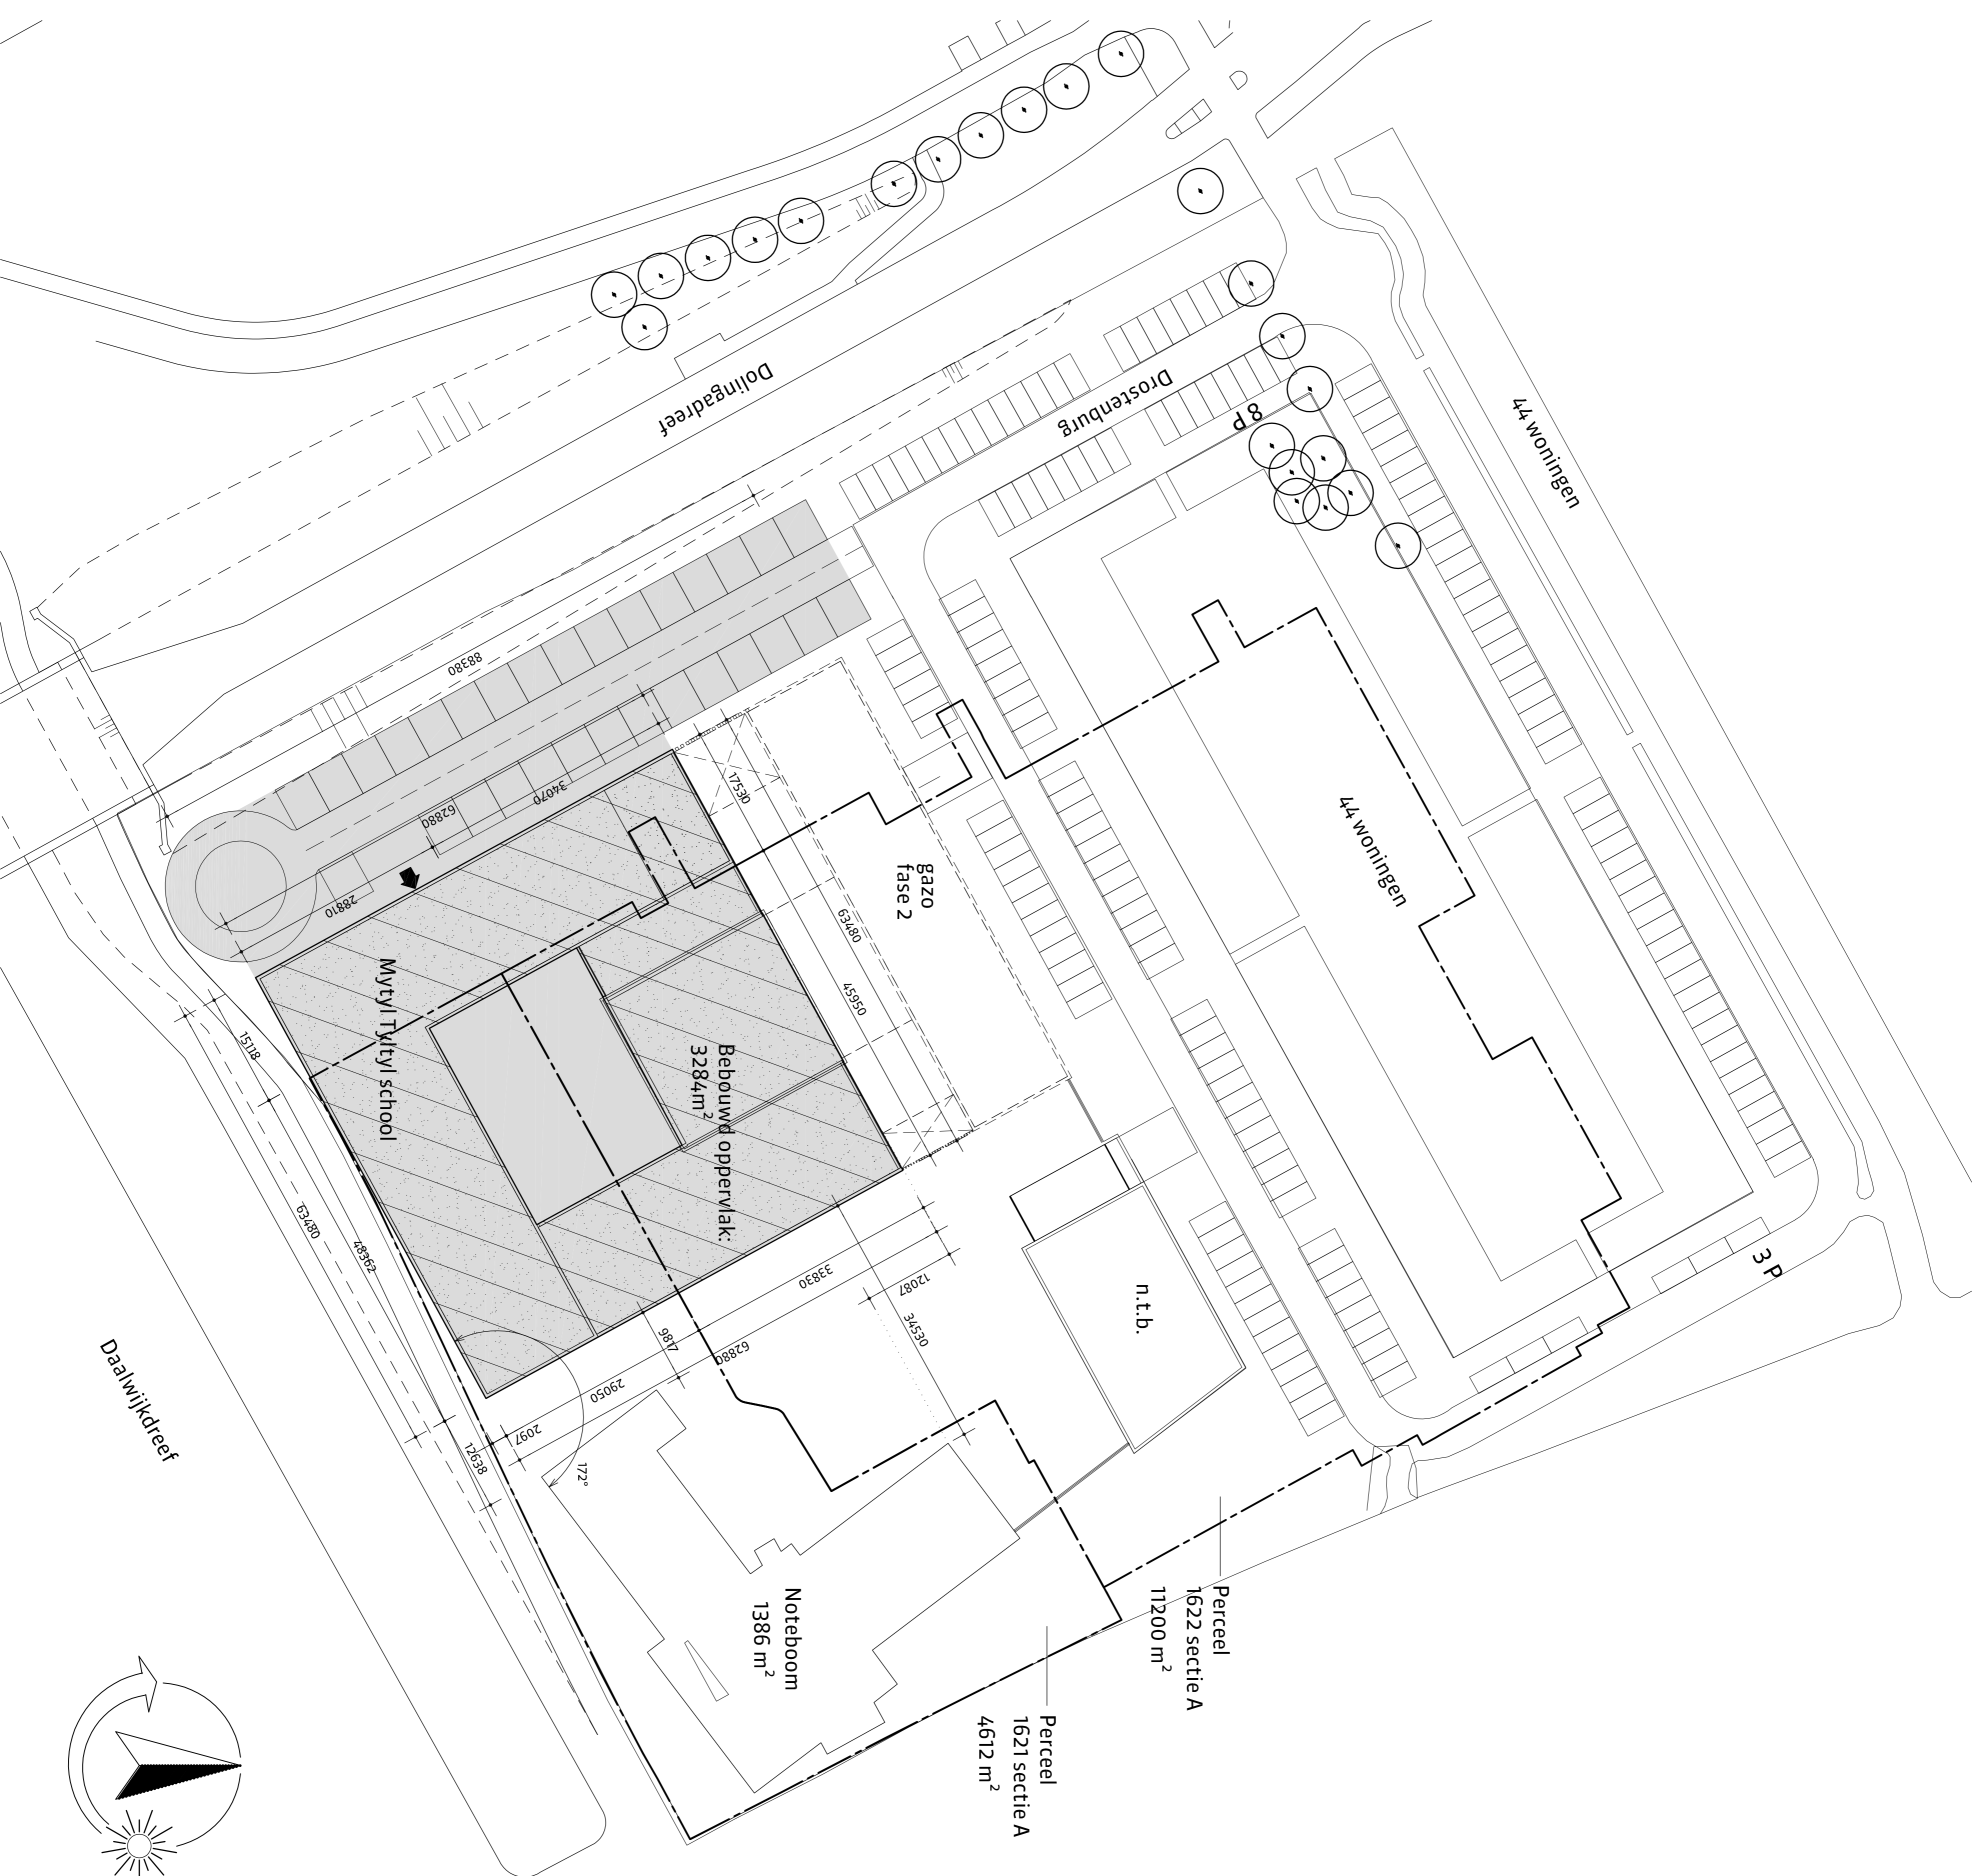 Dolingadreef
Drostenburg
8 P
44 woningen
44 woningen
3 P
88380
62880
34070
28810
17530
63480
45950
gazo
fase 2
Mytyl Tyltyl school
Bebouwd oppervlak:
3284m²
15118
63480
48362
12638
33830
12087
34530
9817
62880
29050
2097
172°
n.t.b.
Daalwijkdreef
Noteboom
1386 m²
Perceel
1622 sectie A
11200 m²
Perceel
1621 sectie A
4612 m²